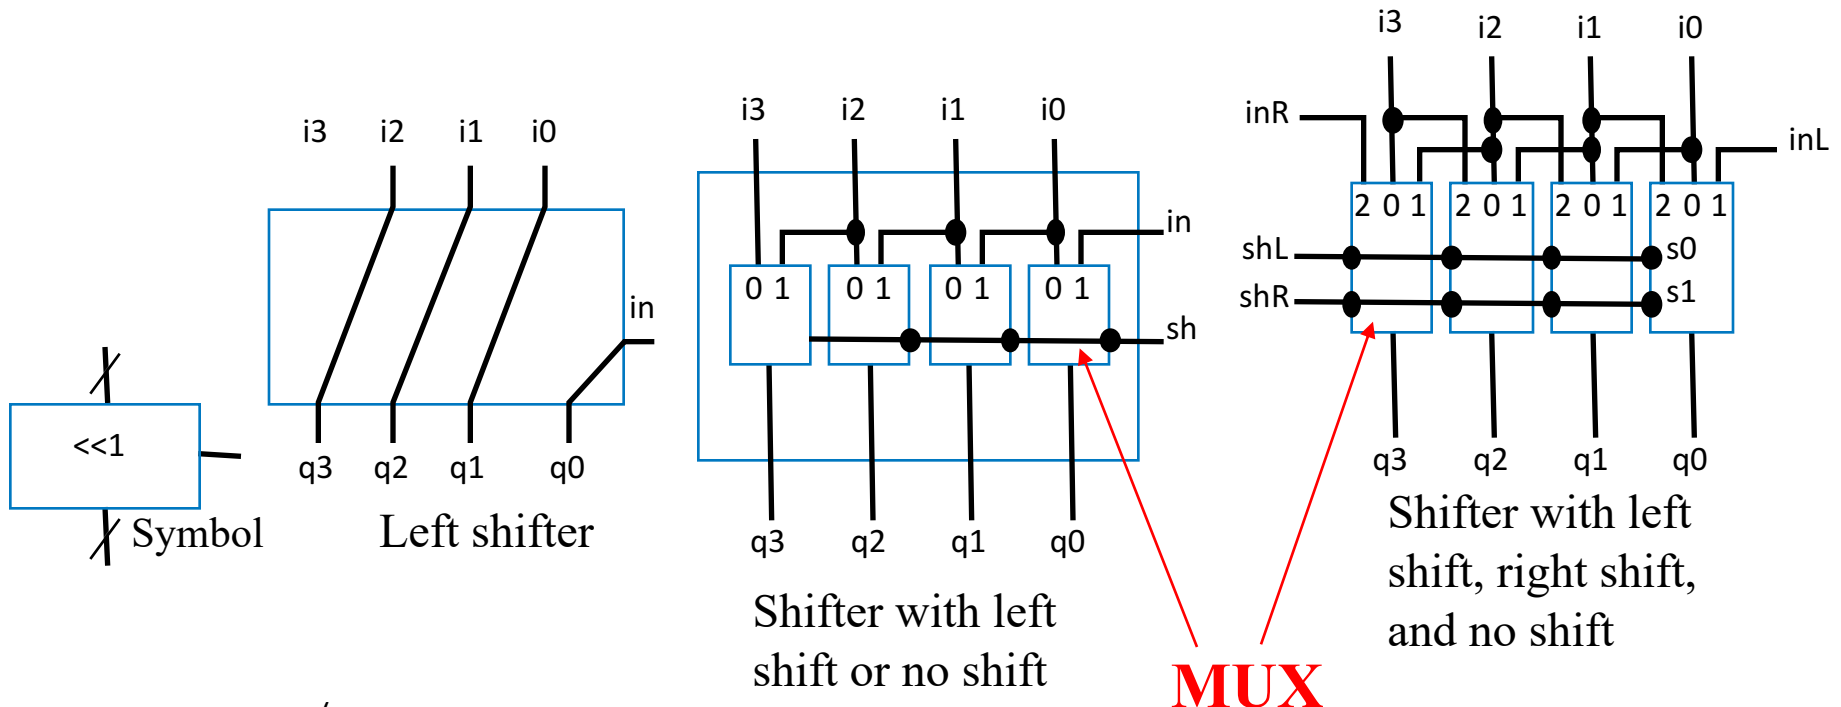 <<1
Symbol
i3 i2 i1 i0
in
q3 q2 q1 q0
Left shifter
i3 i2 i1 i0
in
0 1 0 1 0 1 0 1
sh
q3 q2 q1 q0
Shifter with left
shift or no shift
MUX
i3 i2 i1 i0
inR
inL
2 0 1 2 0 1 2 0 1 2 0 1
shL s0
shR s1
q3 q2 q1 q0
Shifter with left
shift, right shift,
and no shift